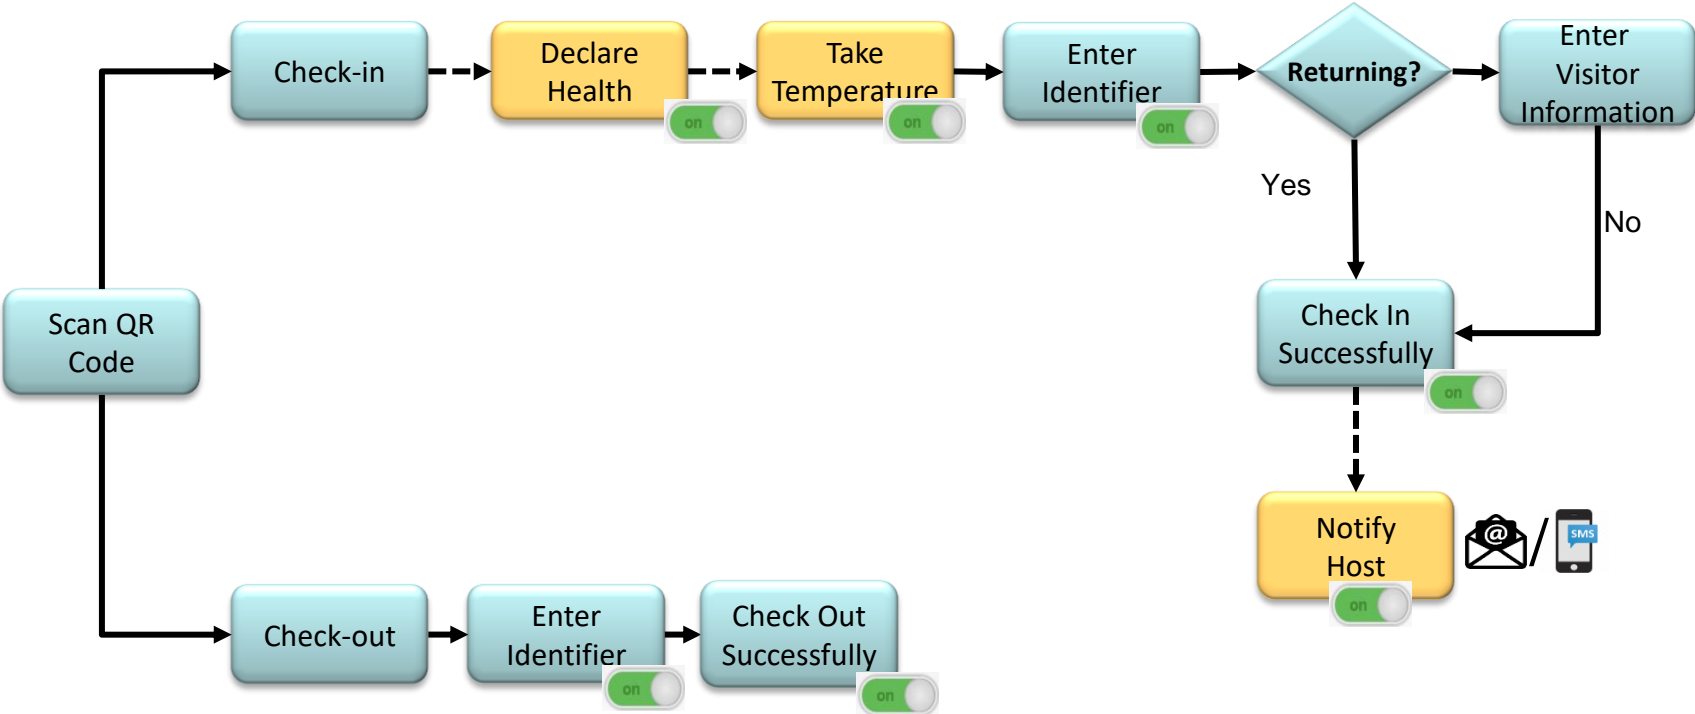 Check-in
Declare
Health
on
Take
Temperature
on
Enter
Identifier
on
Returning?
Enter
Visitor
Information
Yes
No
Scan QR
Code
Check In
Successfully
on
Notify
Host
on
@
/
SMS
Check-out
Enter
Identifier
on
Check Out
Successfully
on